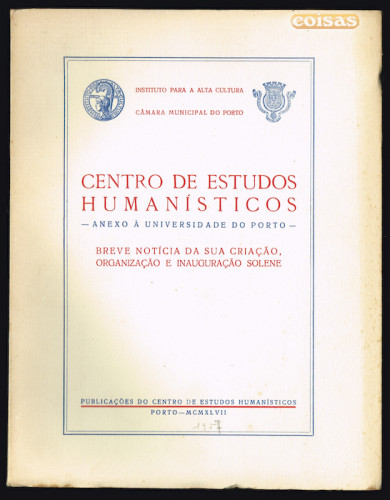 coisas
INSTITUTO PARA A ALTA CULTURA
CÂMARA MUNICIPAL DO PORTO
CENTRO DE ESTUDOS
HUMANÍSTICOS
— ANEXO À UNIVERSIDADE DO PORTO —
BREVE NOTÍCIA DA SUA CRIAÇÃO,
ORGANIZAÇÃO E INAUGURAÇÃO SOLENE
PUBLICAÇÕES DO CENTRO DE ESTUDOS HUMANÍSTICOS
PORTO—MCMXLVII